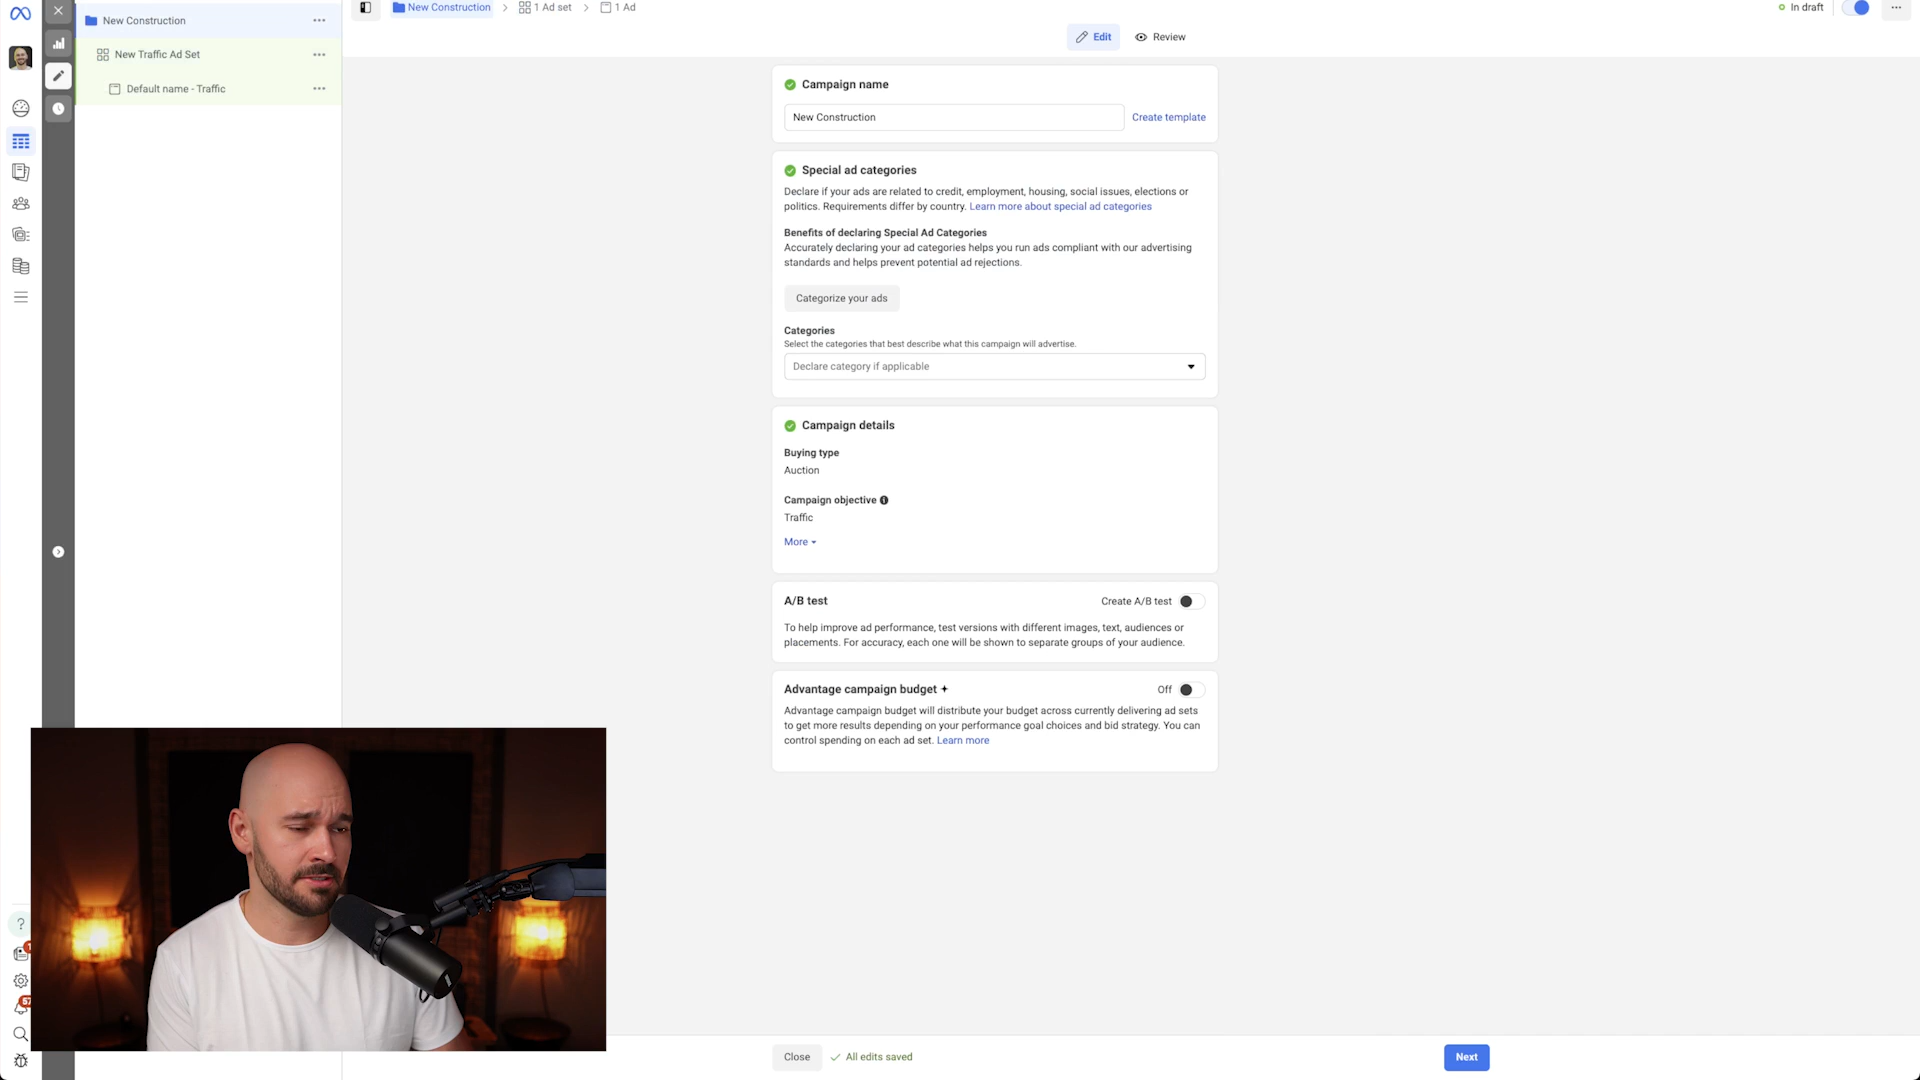 New Construction
New Traffic Ad Set
Default name - Traffic
New Construction
1 Ad set
1 Ad
In draft
Edit
Review
Campaign name
New Construction
Create template
Special ad categories
Declare if your ads are related to credit, employment, housing, social issues, elections or
politics. Requirements differ by country. Learn more about special ad categories
Benefits of declaring Special Ad Categories
Accurately declaring your ad categories helps you run ads compliant with our advertising
standards and helps prevent potential ad rejections.
Categorize your ads
Categories
Select the categories that best describe what this campaign will advertise.
Declare category if applicable
Campaign details
Buying type
Auction
Campaign objective
Traffic
More
A/B test
Create A/B test
To help improve ad performance, test versions with different images, text, audiences or
placements. For accuracy, each one will be shown to separate groups of your audience.
Advantage campaign budget
Off
Advantage campaign budget will distribute your budget across currently delivering ad sets
to get more results depending on your performance goal choices and bid strategy. You can
control spending on each ad set. Learn more
Close
All edits saved
Next